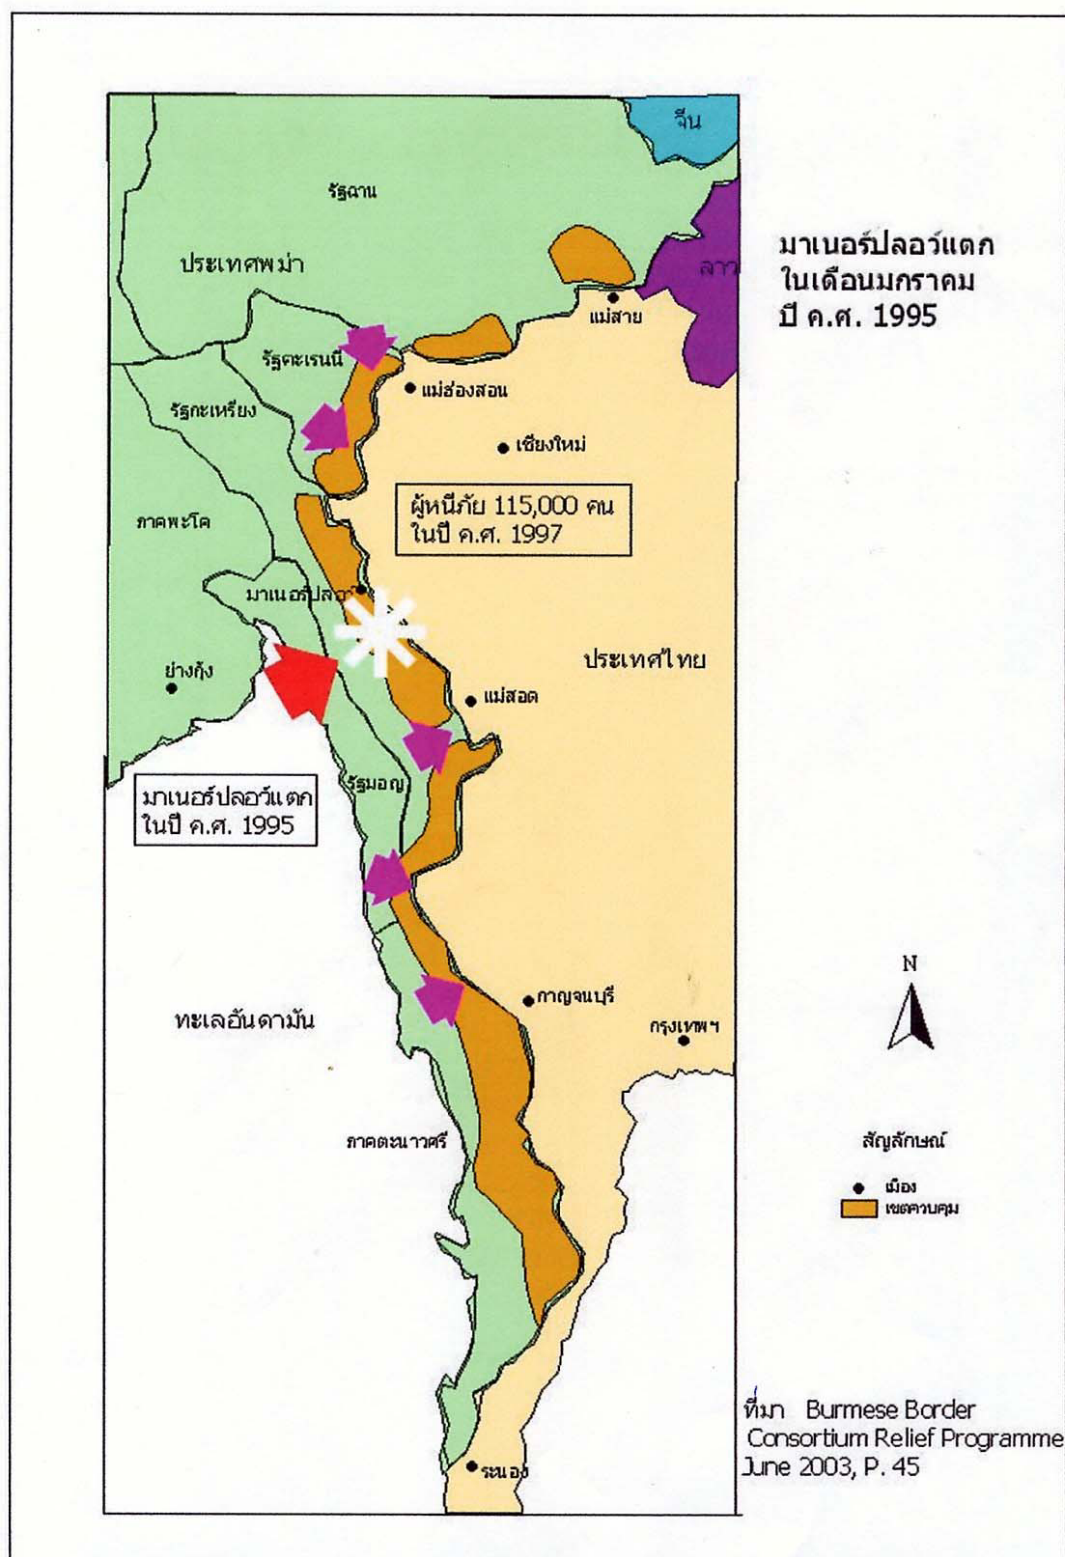 จีน
รัฐฉาน
มาเนอร์ปลอว์แตก
ในเดือนมกราคม
ปี ค.ศ. 1995
ประเทศพม่า
ลาว
แม่สาย
รัฐคะเรนนี
แม่ฮ่องสอน
รัฐกะเหรี่ยง
เชียงใหม่
ผู้หนีภัย 115,000 คน
ในปี ค.ศ. 1997
ภาคพะโค
มาเนอร์ปลอว์
ประเทศไทย
ย่างกุ้ง
แม่สอด
รัฐมอญ
มาเนอร์ปลอว์แตก
ในปี ค.ศ. 1995
N
กาญจนบุรี
ทะเลอันดามัน
กรุงเทพฯ
ภาคตะนาวศรี
สัญลักษณ์
เมือง
เขตควบคุม
ที่มา Burmese Border
Consortium Relief Programme
June 2003, P. 45
ระนอง